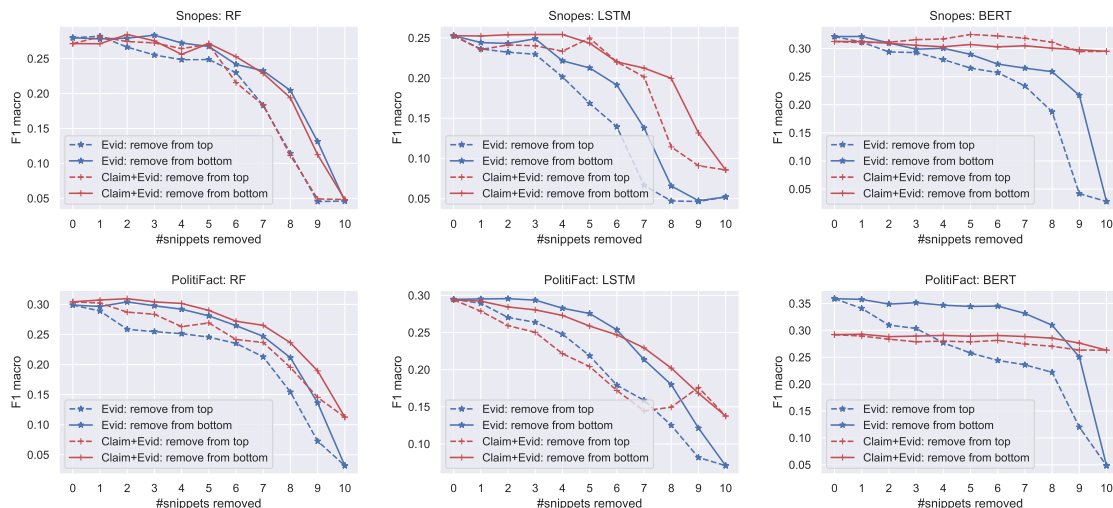 Snopes: RF
F1 macro
0.25
0.20
0.15
0.10
0.05
Evid: remove from top
Evid: remove from bottom
Claim+Evid: remove from top
Claim+Evid: remove from bottom
0 1 2 3 4 5 6 7 8 9 10
#snippets removed
Snopes: LSTM
F1 macro
0.25
0.20
0.15
0.10
0.05
Evid: remove from top
Evid: remove from bottom
Claim+Evid: remove from top
Claim+Evid: remove from bottom
0 1 2 3 4 5 6 7 8 9 10
#snippets removed
Snopes: BERT
F1 macro
0.30
0.25
0.20
0.15
0.10
0.05
Evid: remove from top
Evid: remove from bottom
Claim+Evid: remove from top
Claim+Evid: remove from bottom
0 1 2 3 4 5 6 7 8 9 10
#snippets removed
PolitiFact: RF
F1 macro
0.30
0.25
0.20
0.15
0.10
0.05
Evid: remove from top
Evid: remove from bottom
Claim+Evid: remove from top
Claim+Evid: remove from bottom
0 1 2 3 4 5 6 7 8 9 10
#snippets removed
PolitiFact: LSTM
F1 macro
0.30
0.25
0.20
0.15
0.10
Evid: remove from top
Evid: remove from bottom
Claim+Evid: remove from top
Claim+Evid: remove from bottom
0 1 2 3 4 5 6 7 8 9 10
#snippets removed
PolitiFact: BERT
F1 macro
0.35
0.30
0.25
0.20
0.15
0.10
0.05
Evid: remove from top
Evid: remove from bottom
Claim+Evid: remove from top
Claim+Evid: remove from bottom
0 1 2 3 4 5 6 7 8 9 10
#snippets removed